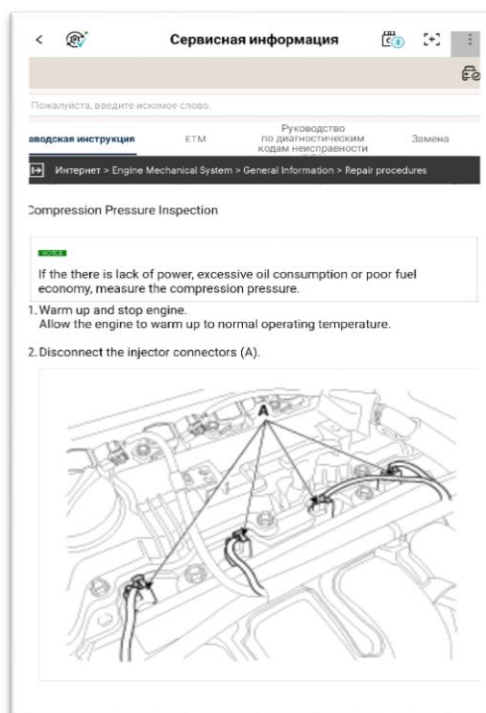 Сервисная информация
Пожалуйста, введите искомое слово.
аводская инструкция
ETM
Руководство
по диагностическим
кодам неисправности
Замена
Интернет > Engine Mechanical System > General Information > Repair procedures
Compression Pressure Inspection
NOTICE
If the there is lack of power, excessive oil consumption or poor fuel
economy, measure the compression pressure.
1. Warm up and stop engine.
Allow the engine to warm up to normal operating temperature.
2. Disconnect the injector connectors (A).
A